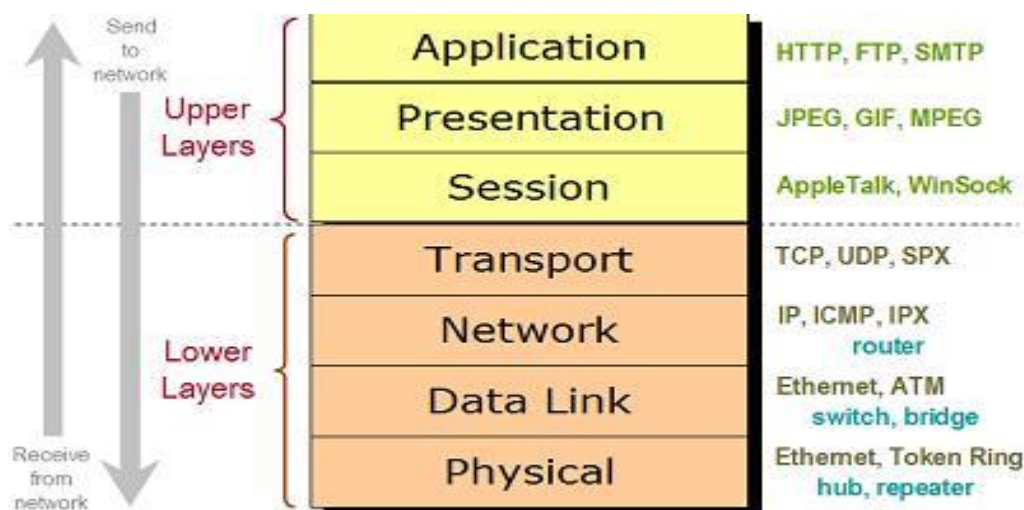 Send
to
network
Upper
Layers
Application
HTTP, FTP, SMTP
Presentation
JPEG, GIF, MPEG
Session
AppleTalk, WinSock
Lower
Layers
Transport
TCP, UDP, SPX
Network
IP, ICMP, IPX
router
Data Link
Ethernet, ATM
switch, bridge
Physical
Ethernet, Token Ring
hub, repeater
Receive
from
network